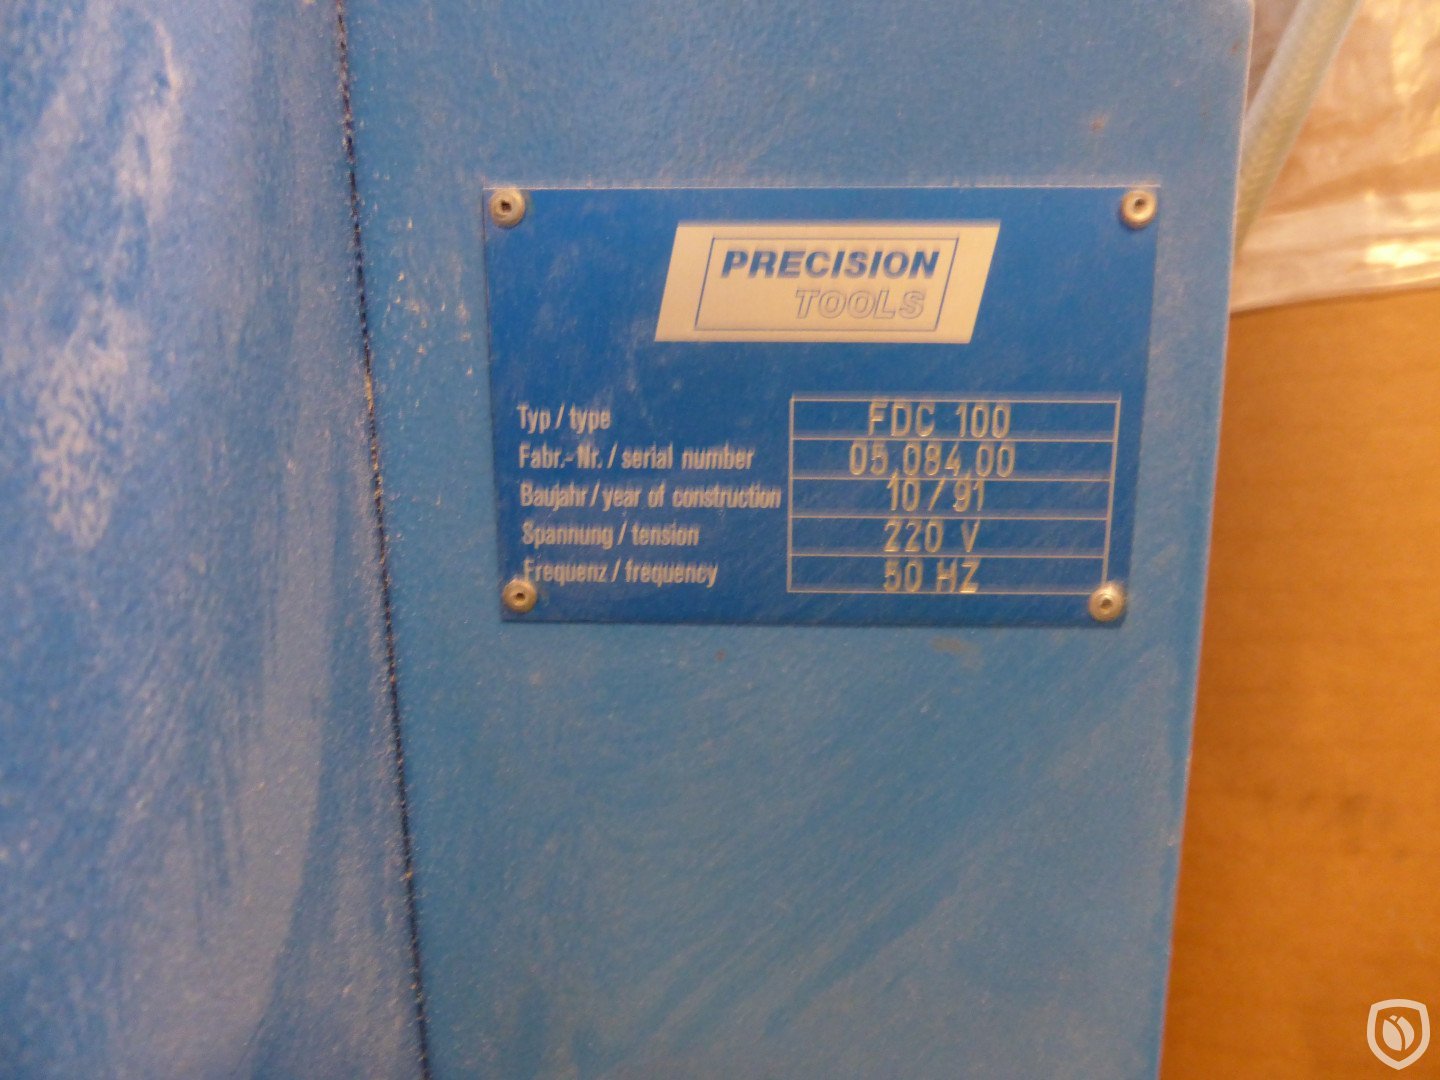 PRECISION
TOOLS
Typ / type FDC 100
Fabr.-Nr. / serial number 05.084.00
Baujahr / year of construction 10 / 91
Spannung / tension 220 V
Frequenz / frequency 50 HZ